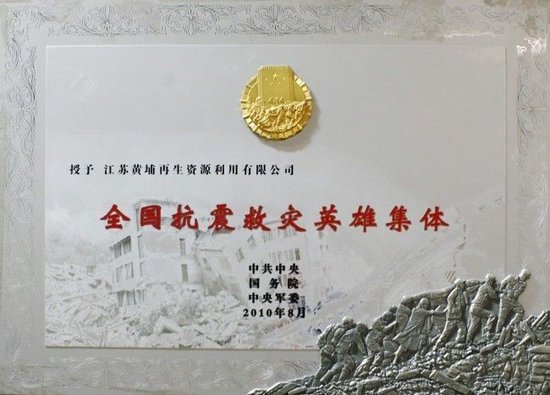 授予 江苏黄埔再生资源利用有限公司
全国抗震救灾英雄集体
中共中央
国务院
中央军委
2010年8月